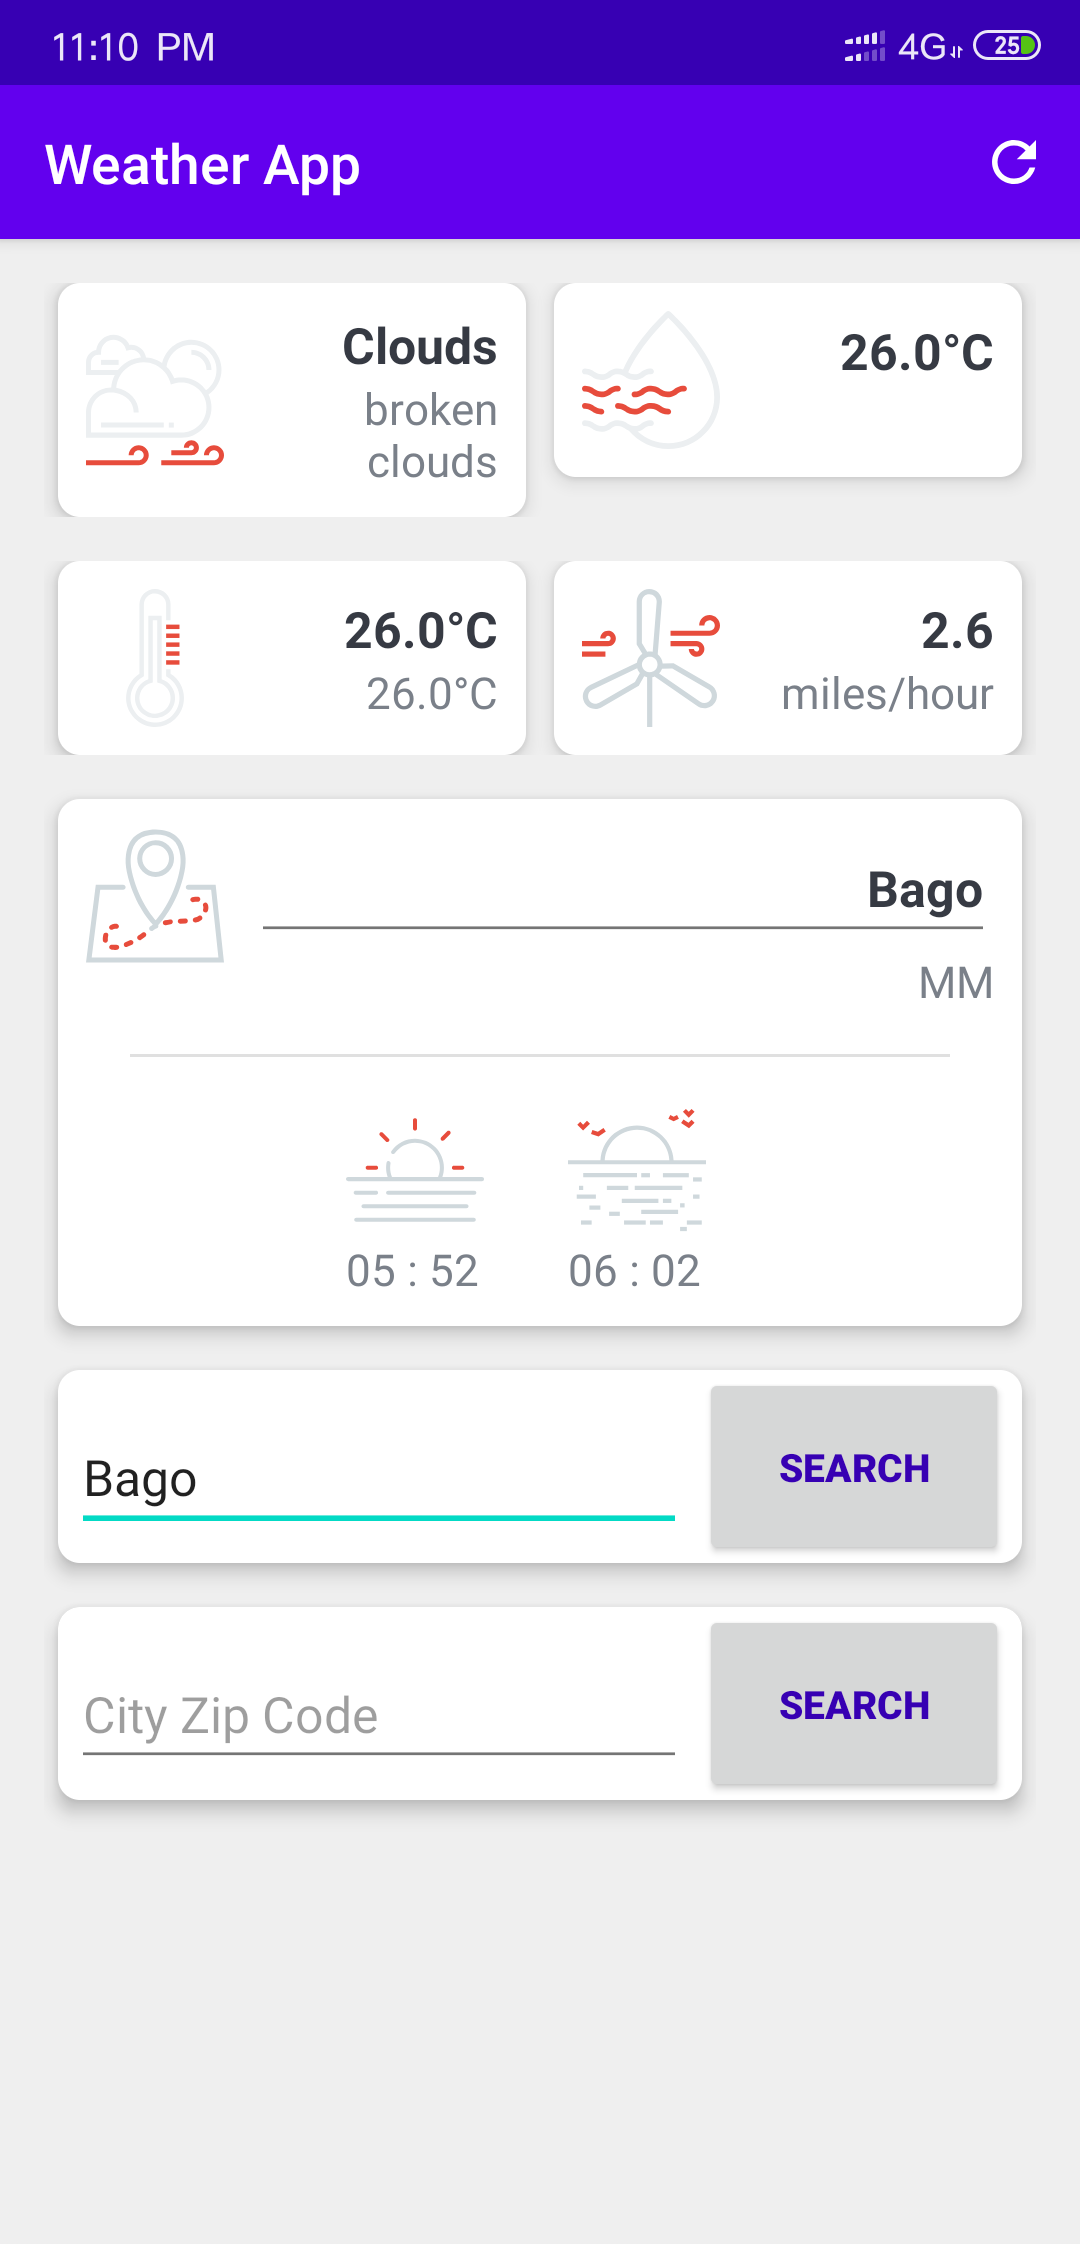 11:10 PM 4G 25
Weather App
Clouds
broken
clouds
26.0°C
26.0°C
26.0°C
2.6
miles/hour
Bago
MM
05 : 52
06 : 02
Bago
SEARCH
City Zip Code
SEARCH